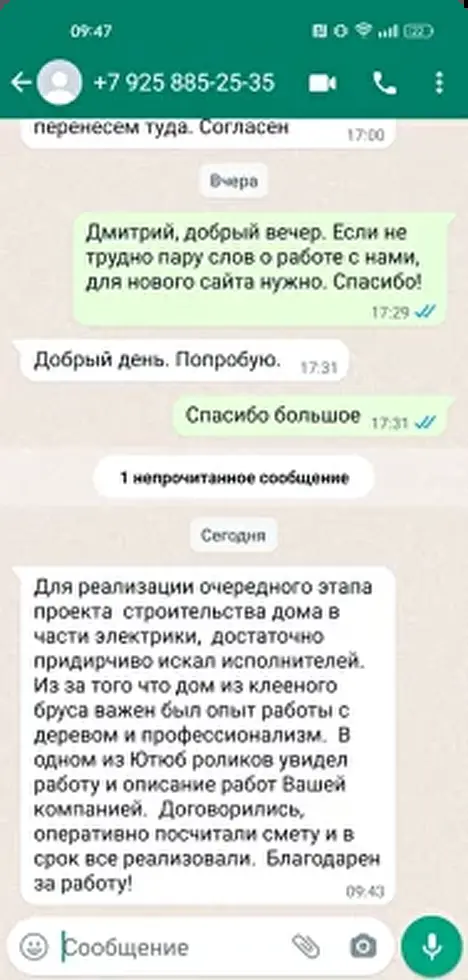 09:47
22
+7 925 885-25-35
перенесем туда. Согласен
17:00
Вчера
Дмитрий, добрый вечер. Если не
трудно пару слов о работе с нами,
для нового сайта нужно. Спасибо!
17:29
Добрый день. Попробую.
17:31
Спасибо большое
17:31
1 непрочитанное сообщение
Сегодня
Для реализации очередного этапа
проекта строительства дома в
части электрики, достаточно
придирчиво искал исполнителей.
Из за того что дом из клееного
бруса важен был опыт работы с
деревом и профессионализм. В
одном из Ютюб роликов увидел
работу и описание работ Вашей
компанией. Договорились,
оперативно посчитали смету и в
срок все реализовали. Благодарен
за работу!
09:43
Сообщение